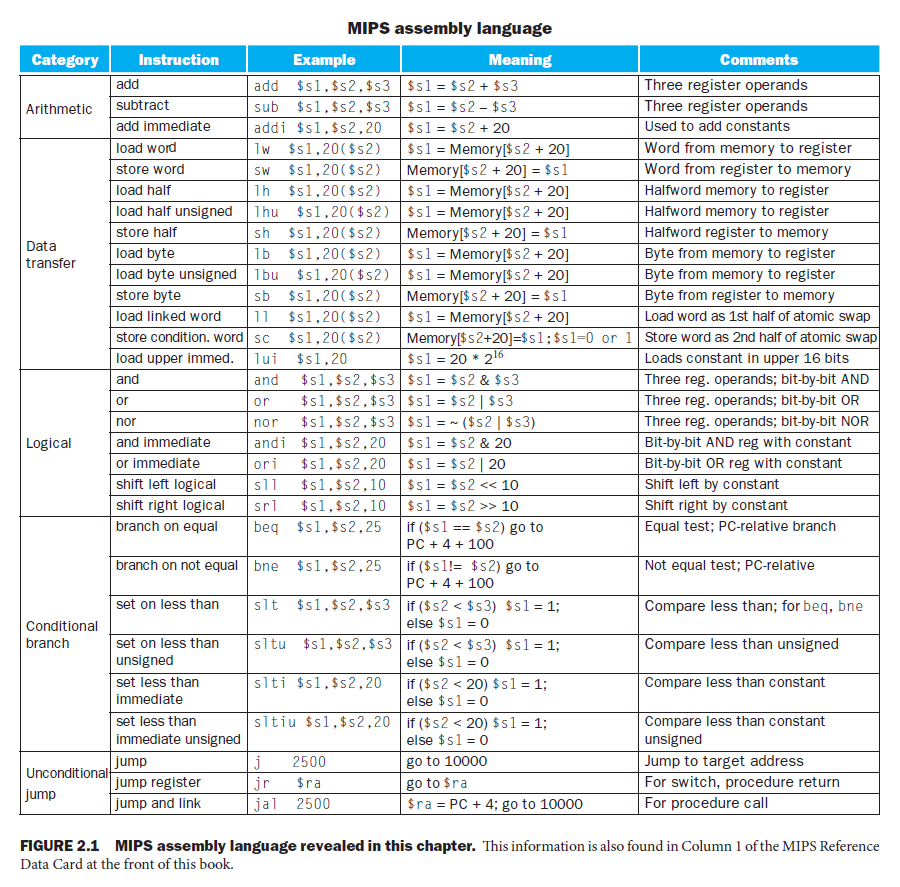 MIPS assembly language
Category Instruction Example Meaning Comments
Arithmetic
add add $s1,$s2,$s3 $s1 = $s2 + $s3 Three register operands
subtract sub $s1,$s2,$s3 $s1 = $s2 – $s3 Three register operands
add immediate addi $s1,$s2,20 $s1 = $s2 + 20 Used to add constants
Data
transfer
load word lw $s1,20($s2) $s1 = Memory[$s2 + 20] Word from memory to register
store word sw $s1,20($s2) Memory[$s2 + 20] = $s1 Word from register to memory
load half lh $s1,20($s2) $s1 = Memory[$s2 + 20] Halfword memory to register
load half unsigned lhu $s1,20($s2) $s1 = Memory[$s2 + 20] Halfword memory to register
store half sh $s1,20($s2) Memory[$s2 + 20] = $s1 Halfword register to memory
load byte lb $s1,20($s2) $s1 = Memory[$s2 + 20] Byte from memory to register
load byte unsigned lbu $s1,20($s2) $s1 = Memory[$s2 + 20] Byte from memory to register
store byte sb $s1,20($s2) Memory[$s2 + 20] = $s1 Byte from register to memory
load linked word ll $s1,20($s2) $s1 = Memory[$s2 + 20] Load word as 1st half of atomic swap
store condition. word sc $s1,20($s2) Memory[$s2+20]=$s1;$s1=0 or 1 Store word as 2nd half of atomic swap
load upper immed. lui $s1,20 $s1 = 20 * 2¹⁶ Loads constant in upper 16 bits
Logical
and and $s1,$s2,$s3 $s1 = $s2 & $s3 Three reg. operands; bit-by-bit AND
or or $s1,$s2,$s3 $s1 = $s2 | $s3 Three reg. operands; bit-by-bit OR
nor nor $s1,$s2,$s3 $s1 = ~ ($s2 | $s3) Three reg. operands; bit-by-bit NOR
and immediate andi $s1,$s2,20 $s1 = $s2 & 20 Bit-by-bit AND reg with constant
or immediate ori $s1,$s2,20 $s1 = $s2 | 20 Bit-by-bit OR reg with constant
shift left logical sll $s1,$s2,10 $s1 = $s2 << 10 Shift left by constant
shift right logical srl $s1,$s2,10 $s1 = $s2 >> 10 Shift right by constant
Conditional
branch
branch on equal beq $s1,$s2,25 if ($s1 == $s2) go to Equal test; PC-relative branch
PC + 4 + 100
branch on not equal bne $s1,$s2,25 if ($s1!= $s2) go to Not equal test; PC-relative
PC + 4 + 100
set on less than slt $s1,$s2,$s3 if ($s2 < $s3) $s1 = 1; Compare less than; for beq, bne
else $s1 = 0
set on less than sltu $s1,$s2,$s3 if ($s2 < $s3) $s1 = 1; Compare less than unsigned
unsigned else $s1 = 0
set less than slti $s1,$s2,20 if ($s2 < 20) $s1 = 1; Compare less than constant
immediate else $s1 = 0
set less than sltiu $s1,$s2,20 if ($s2 < 20) $s1 = 1; Compare less than constant
immediate unsigned else $s1 = 0 unsigned
Unconditional
jump
jump j 2500 go to 10000 Jump to target address
jump register jr $ra go to $ra For switch, procedure return
jump and link jal 2500 $ra = PC + 4; go to 10000 For procedure call
FIGURE 2.1 MIPS assembly language revealed in this chapter. This information is also found in Column 1 of the MIPS Reference
Data Card at the front of this book.